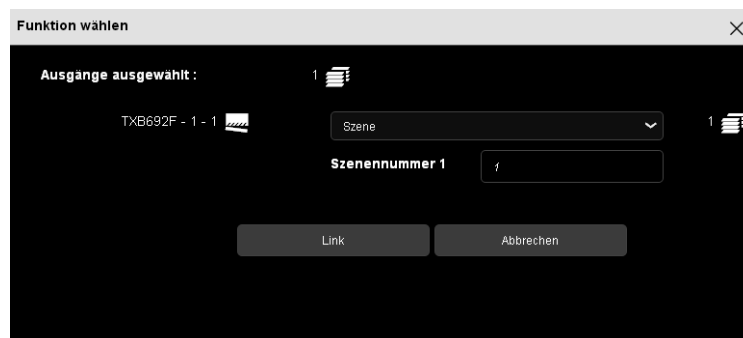 Funktion wählen
Ausgänge ausgewählt : 1
TXB692F - 1 - 1 Szene 1
Szenennummer 1 1
Link Abbrechen